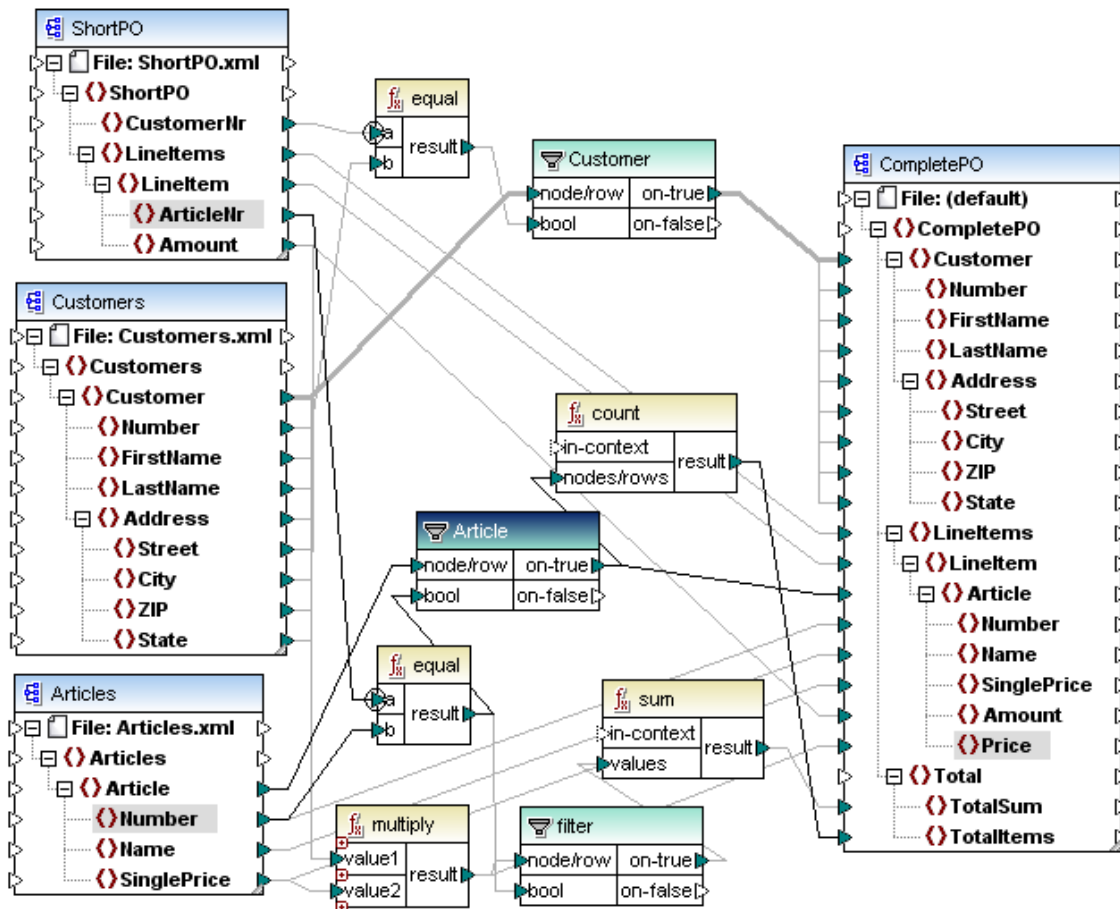 ShortPO
File: ShortPO.xml
ShortPO
CustomerNr
LineItems
LineItem
ArticleNr
Amount
Customers
File: Customers.xml
Customers
Customer
Number
FirstName
LastName
Address
Street
City
ZIP
State
Articles
File: Articles.xml
Articles
Article
Number
Name
SinglePrice
fx equal
a
b
result
Customer
node/row on-true
bool on-false
fx count
in-context
nodes/rows
result
Article
node/row on-true
bool on-false
fx equal
a
b
result
fx sum
in-context
values
result
fx multiply
value1
value2
result
filter
node/row on-true
bool on-false
CompletePO
File: (default)
CompletePO
Customer
Number
FirstName
LastName
Address
Street
City
ZIP
State
LineItems
LineItem
Article
Number
Name
SinglePrice
Amount
Price
Total
TotalSum
TotalItems